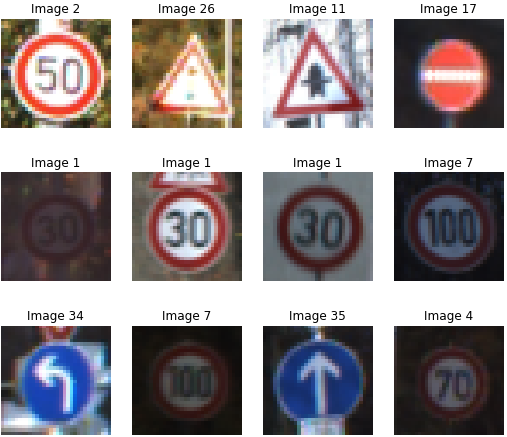 Image 2
Image 26
Image 11
Image 17
50
Image 1
Image 1
Image 1
Image 7
30
30
30
100
Image 34
Image 7
Image 35
Image 4
100
70